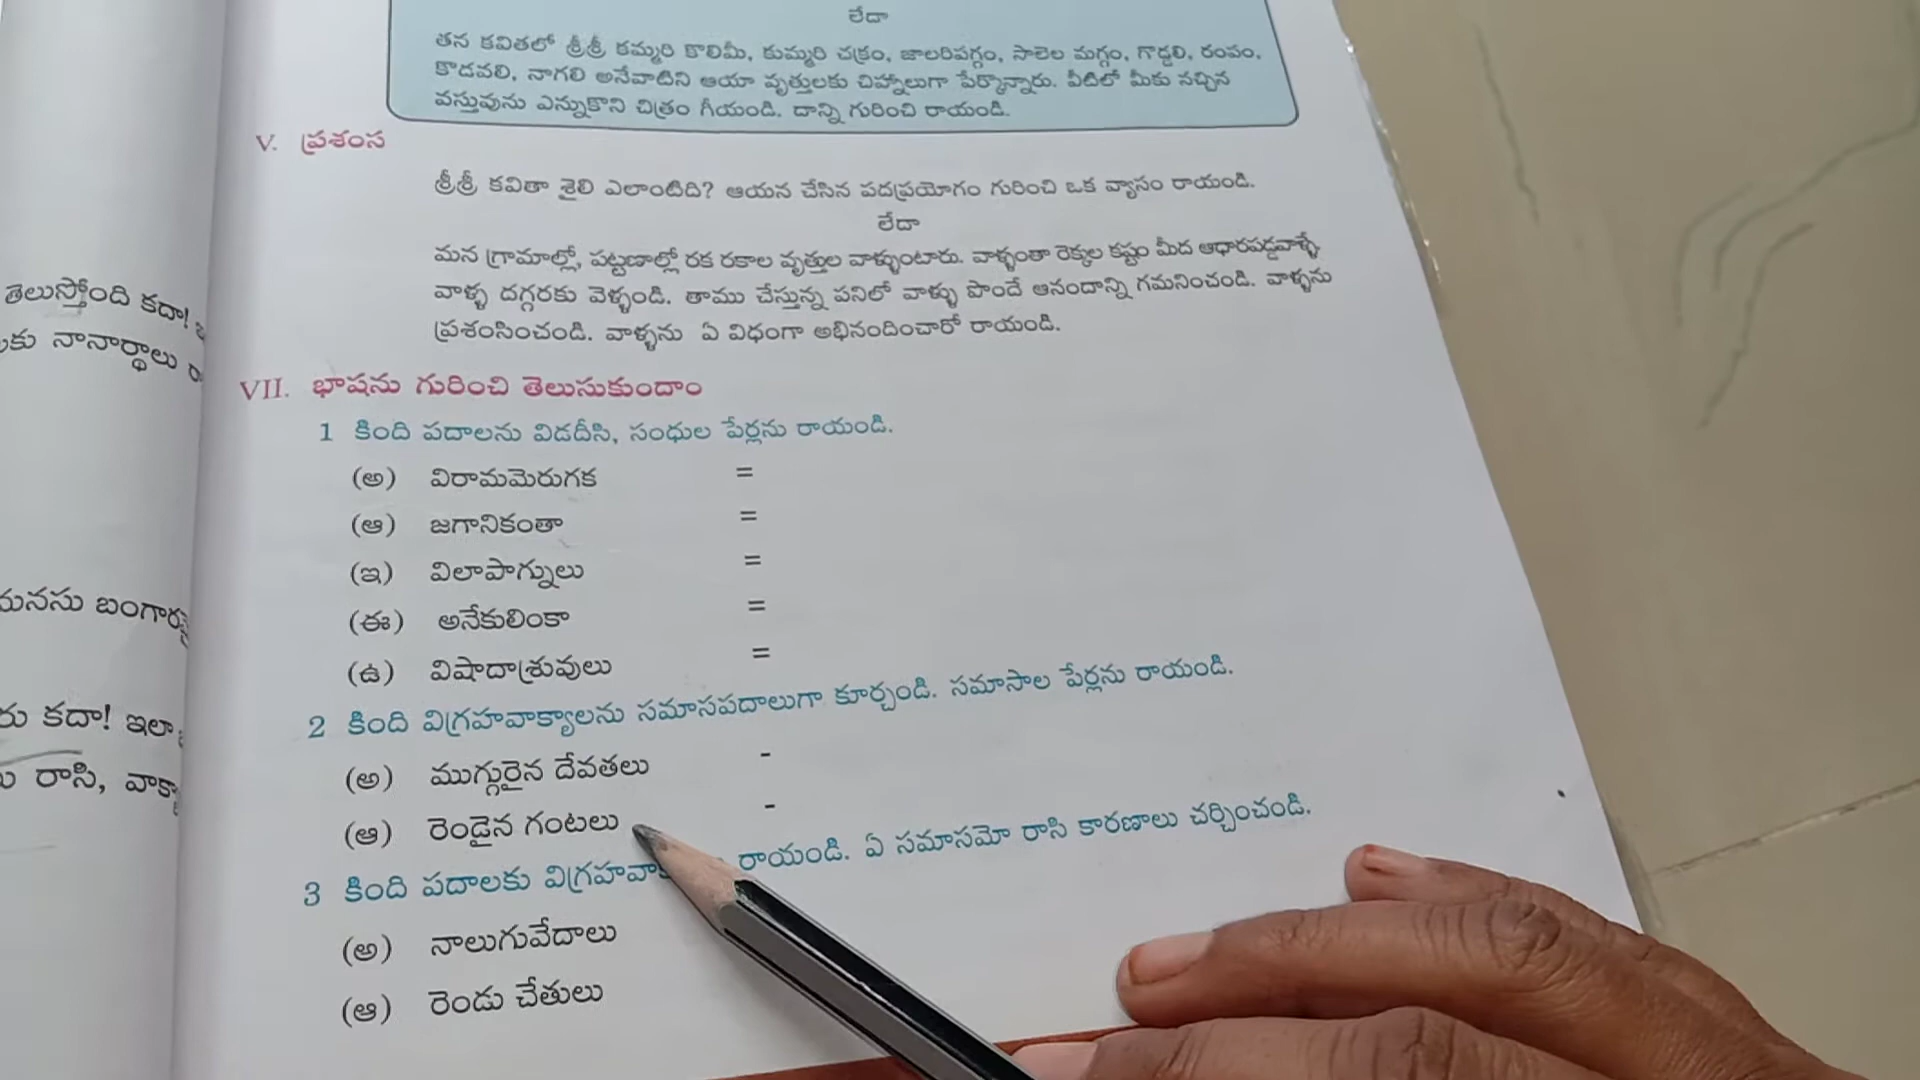 లేదా
తన కవితలో శ్రీశ్రీ కమ్మరి కొలిమీ, కుమ్మరి చక్రం, జాలరిపగ్గం, సాలెల మగ్గం, గొడ్డలి, రంపం,
కొడవలి, నాగలి అనేవాటిని ఆయా వృత్తులకు చిహ్నాలుగా పేర్కొన్నారు. వీటిలో మీకు నచ్చిన
వస్తువును ఎన్నుకొని చిత్రం గీయండి. దాన్ని గురించి రాయండి.
V. ప్రశంస
శ్రీశ్రీ కవితా శైలి ఎలాంటిది? ఆయన చేసిన పదప్రయోగం గురించి ఒక వ్యాసం రాయండి.
లేదా
మన గ్రామాల్లో, పట్టణాల్లో రక రకాల వృత్తుల వాళ్ళుంటారు. వాళ్ళంతా రెక్కల కష్టం మీద ఆధారపడ్డవాళ్ళే
వాళ్ళ దగ్గరకు వెళ్ళండి. తాము చేస్తున్న పనిలో వాళ్ళు పొందే ఆనందాన్ని గమనించండి. వాళ్ళను
ప్రశంసించండి. వాళ్ళను ఏ విధంగా అభినందించారో రాయండి.
తెలుస్తోంది కదా!
నానార్థాలు
VII. భాషను గురించి తెలుసుకుందాం
1 కింది పదాలను విడదీసి, సంధుల పేర్లను రాయండి.
(అ) విరామమెరుగక =
(ఆ) జగానికంతా =
(ఇ) విలాపాగ్నులు =
(ఈ) అనేకులింకా =
(ఉ) విషాదాశ్రువులు =
2 కింది విగ్రహవాక్యాలను సమాసపదాలుగా కూర్చండి. సమాసాల పేర్లను రాయండి.
(అ) ముగ్గురైన దేవతలు -
(ఆ) రెండైన గంటలు -
3 కింది పదాలకు రాయండి. ఏ సమాసమో రాసి కారణాలు చర్చించండి.
(అ) నాలుగువేదాలు
(ఆ) రెండు చేతులు
కదా! ఇలా
రాసి,